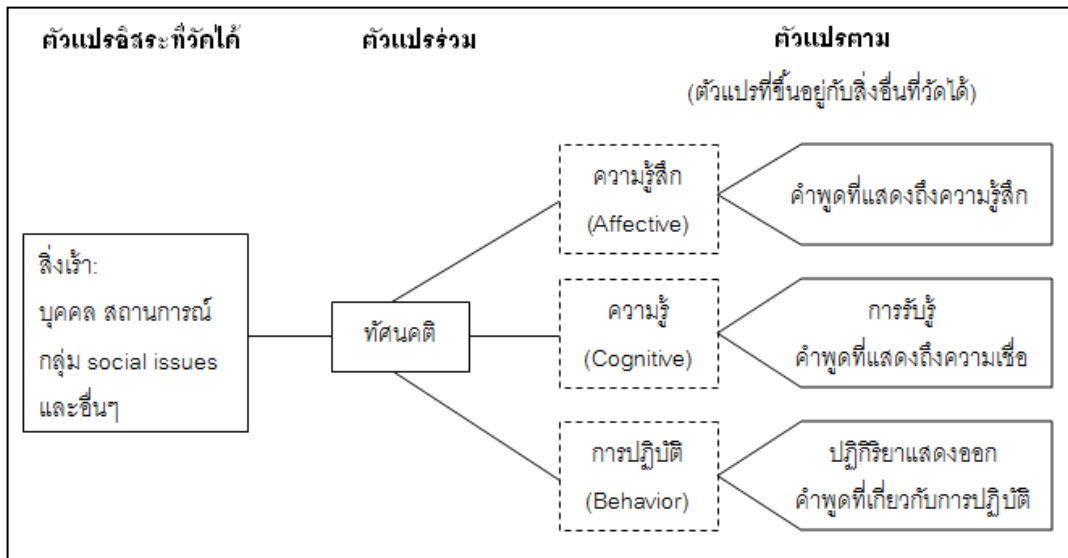 ตัวแปรอิสระที่วัดได้
ตัวแปรร่วม
ตัวแปรตาม
(ตัวแปรที่ขึ้นอยู่กับสิ่งอื่นที่วัดได้)
สิ่งเร้า:
บุคคล สถานการณ์
กลุ่ม social issues
และอื่นๆ
ทัศนคติ
ความรู้สึก
(Affective)
คำพูดที่แสดงถึงความรู้สึก
ความรู้
(Cognitive)
การรับรู้
คำพูดที่แสดงถึงความเชื่อ
การปฏิบัติ
(Behavior)
ปฏิกิริยาแสดงออก
คำพูดที่เกี่ยวกับการปฏิบัติ